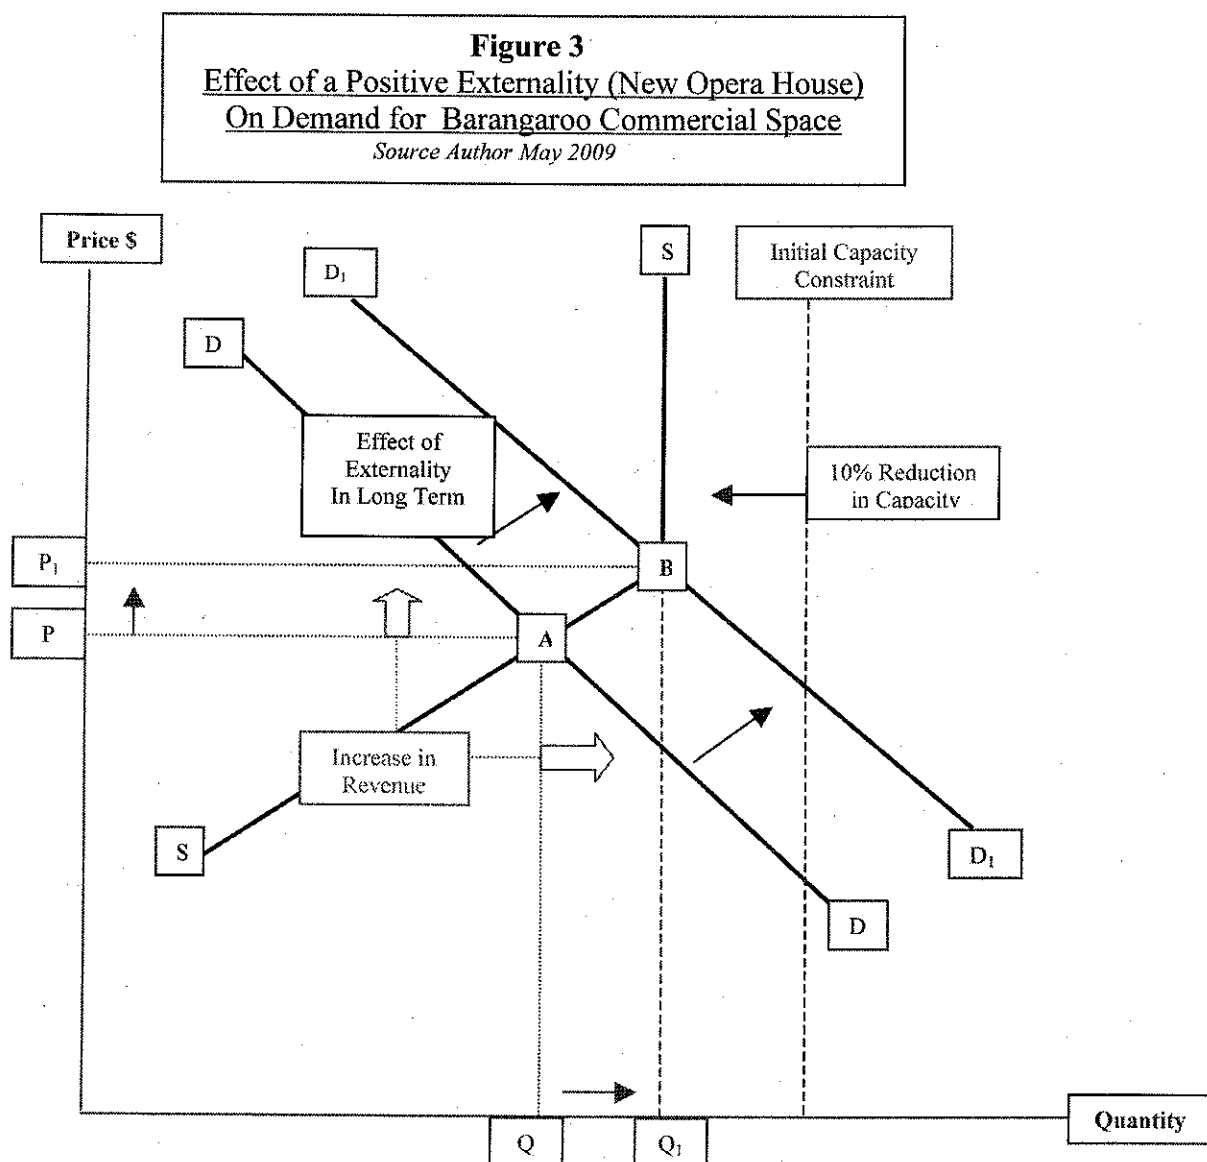 Figure 3
Effect of a Positive Externality (New Opera House)
On Demand for Barangaroo Commercial Space
Source Author May 2009
Price $
D₁
S
Initial Capacity
Constraint
D
Effect of
Externality
In Long Term
10% Reduction
in Capacity
P₁
B
P
A
Increase in
Revenue
S
D₁
D
Q
Q₁
Quantity